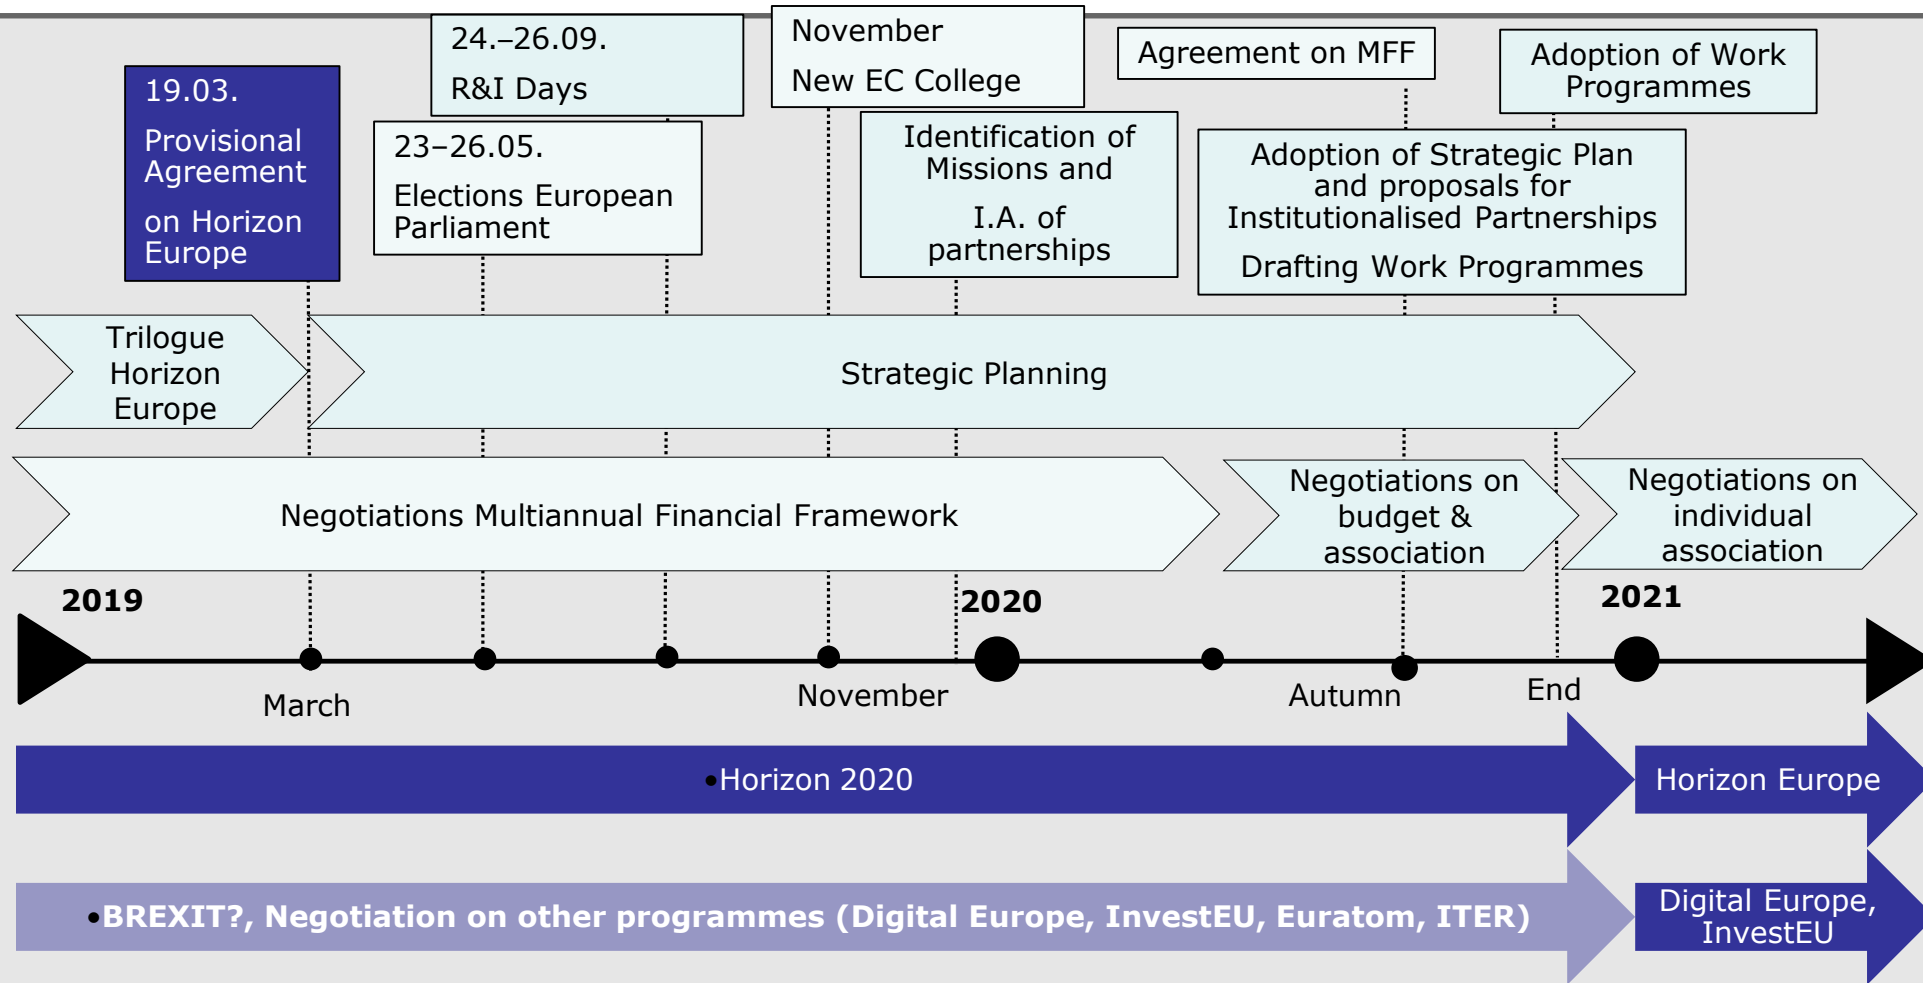 19.03.
Provisional
Agreement
on Horizon
Europe
24.–26.09.
R&I Days
23–26.05.
Elections European
Parliament
November
New EC College
Identification of
Missions and
I.A. of
partnerships
Agreement on MFF
Adoption of Strategic Plan
and proposals for
Institutionalised Partnerships
Drafting Work Programmes
Adoption of Work
Programmes
Trilogue
Horizon
Europe
Strategic Planning
Negotiations Multiannual Financial Framework
Negotiations on
budget &
association
Negotiations on
individual
association
2019
2020
2021
March
November
Autumn
End
•Horizon 2020
Horizon Europe
•BREXIT?, Negotiation on other programmes (Digital Europe, InvestEU, Euratom, ITER)
Digital Europe,
InvestEU